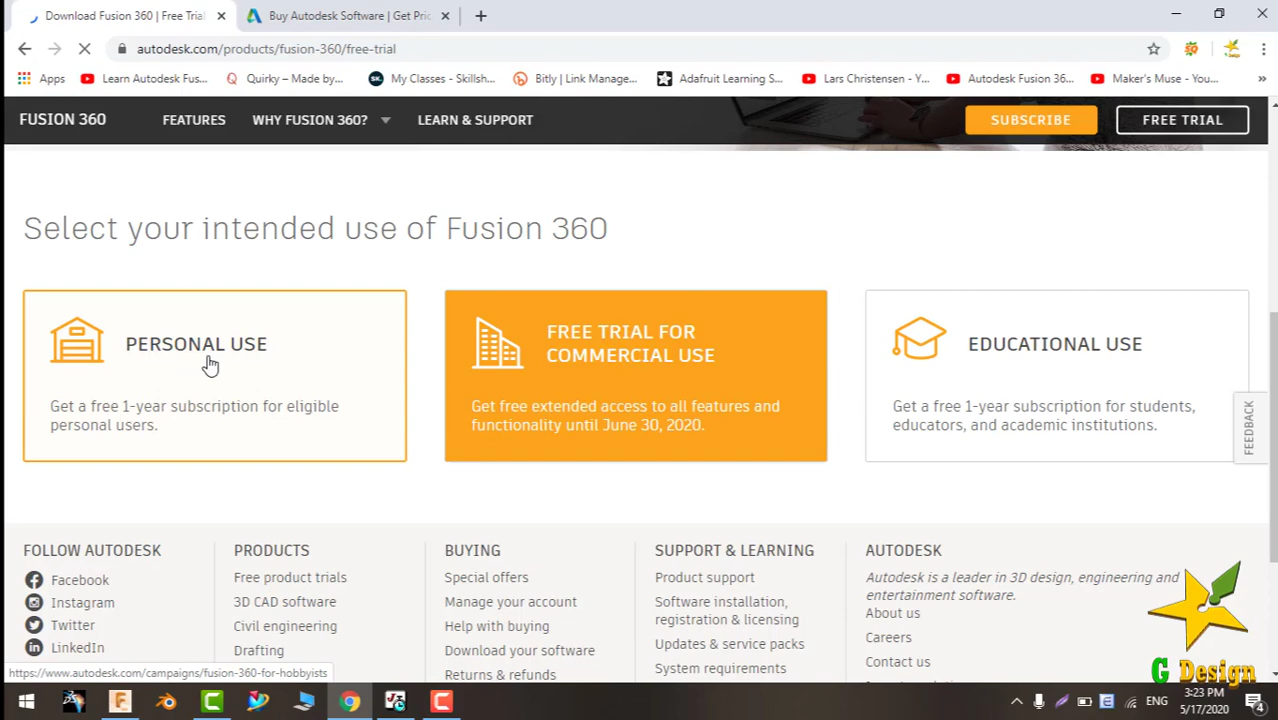 Download Fusion 360 | Free Trial
Buy Autodesk Software | Get Pric
autodesk.com/products/fusion-360/free-trial
Apps
Learn Autodesk Fus...
Quirky – Made by...
My Classes - Skillsh...
Bitly | Link Manage...
Adafruit Learning S...
Lars Christensen - Y...
Autodesk Fusion 36...
Maker's Muse - You...
»
FUSION 360
FEATURES
WHY FUSION 360?
LEARN & SUPPORT
SUBSCRIBE
FREE TRIAL
Select your intended use of Fusion 360
PERSONAL USE
Get a free 1-year subscription for eligible
personal users.
FREE TRIAL FOR
COMMERCIAL USE
Get free extended access to all features and
functionality until June 30, 2020.
EDUCATIONAL USE
Get a free 1-year subscription for students,
educators, and academic institutions.
FEEDBACK
FOLLOW AUTODESK
Facebook
Instagram
Twitter
LinkedIn
PRODUCTS
Free product trials
3D CAD software
Civil engineering
Drafting
BUYING
Special offers
Manage your account
Help with buying
Download your software
Returns & refunds
SUPPORT & LEARNING
Product support
Software installation,
registration & licensing
Updates & service packs
System requirements
AUTODESK
Autodesk is a leader in 3D design, engineering and
entertainment software.
About us
Careers
Contact us
https://www.autodesk.com/campaigns/fusion-360-for-hobbyists
G Design
ENG
3:23 PM
5/17/2020
4